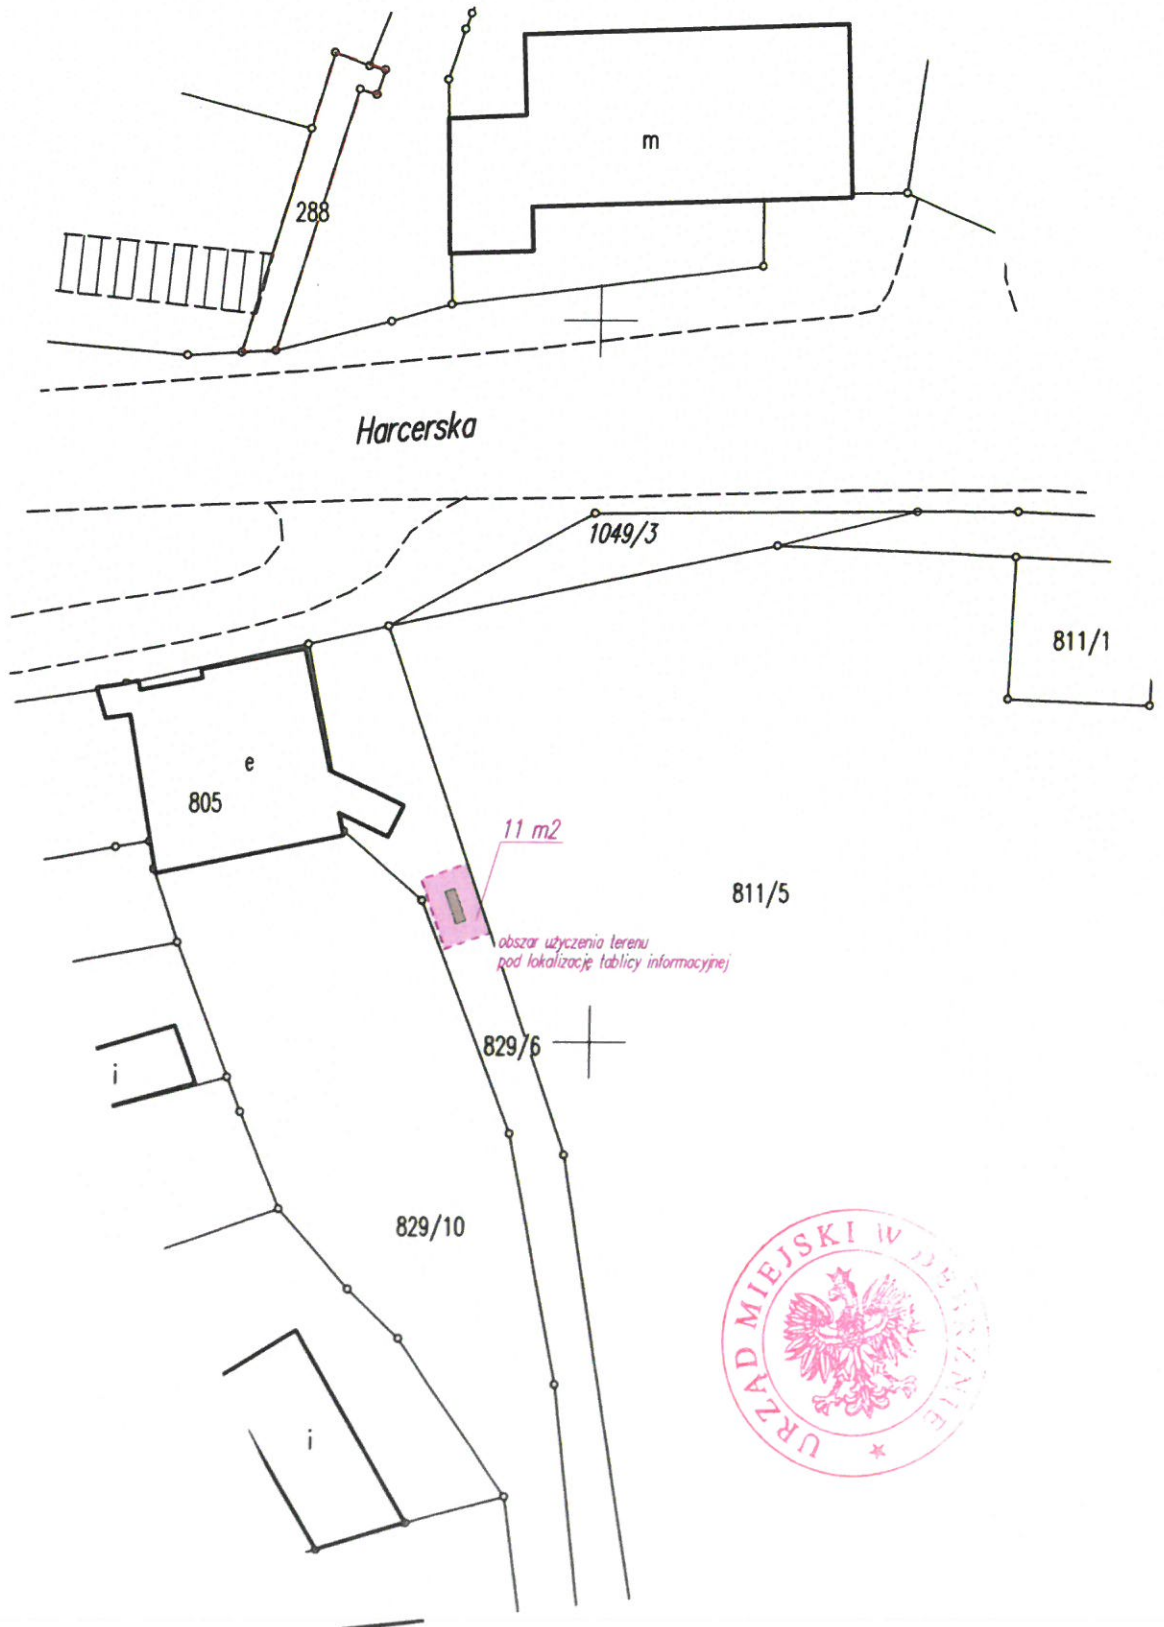 m
288
Harcerska
1049/3
811/1
e
805
11 m2
811/5
obszar użyczenia terenu
pod lokalizację tablicy informacyjnej
829/6
i
829/10
URZĄD MIEJSKI W
i